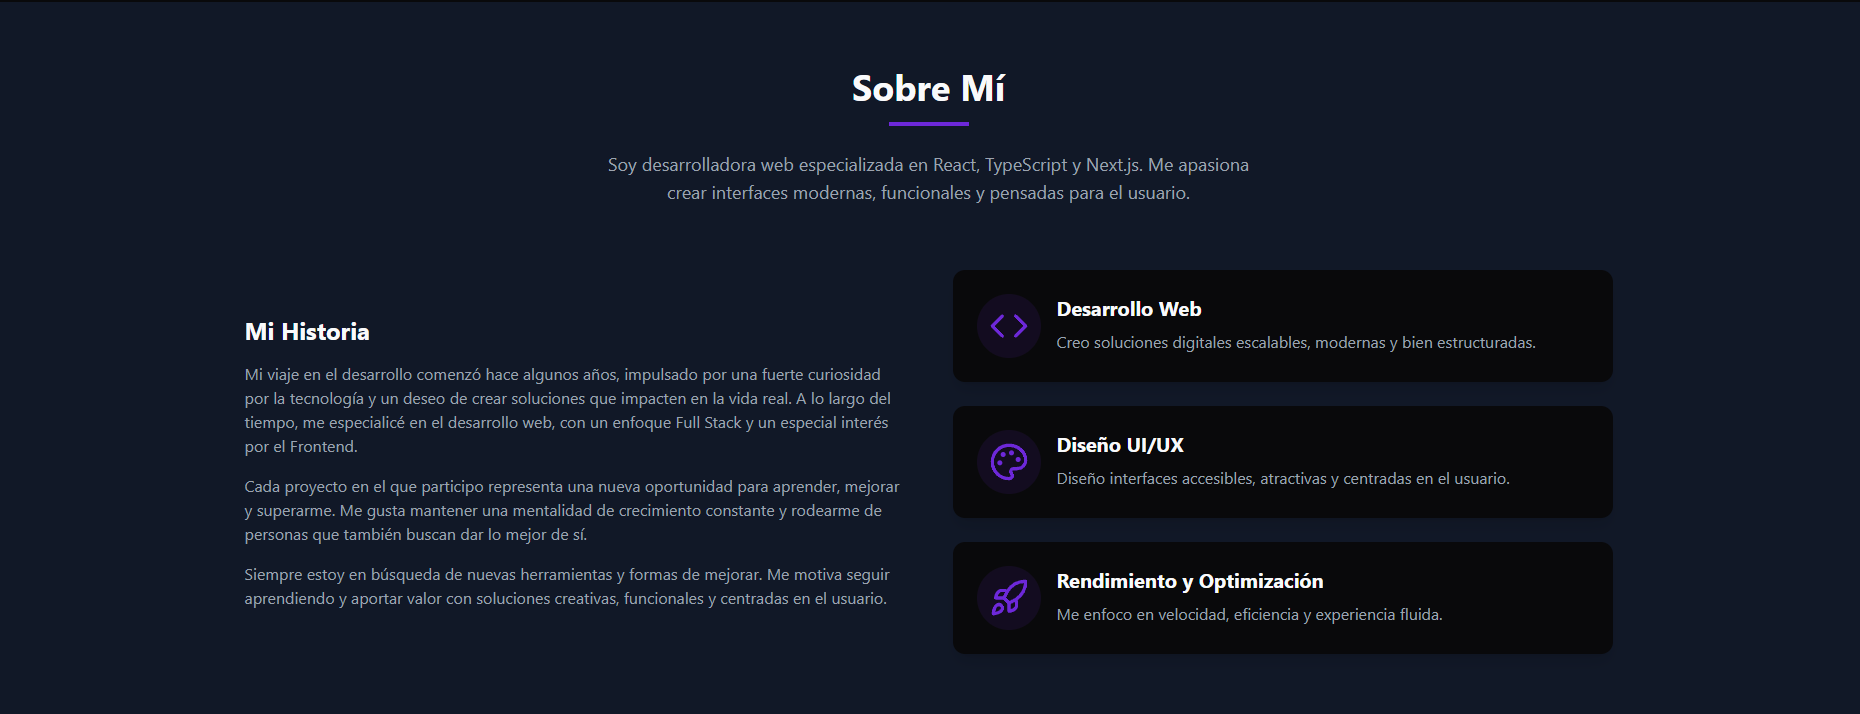 Sobre Mí
Soy desarrolladora web especializada en React, TypeScript y Next.js. Me apasiona
crear interfaces modernas, funcionales y pensadas para el usuario.
Mi Historia
Mi viaje en el desarrollo comenzó hace algunos años, impulsado por una fuerte curiosidad
por la tecnología y un deseo de crear soluciones que impacten en la vida real. A lo largo del
tiempo, me especialicé en el desarrollo web, con un enfoque Full Stack y un especial interés
por el Frontend.
Cada proyecto en el que participo representa una nueva oportunidad para aprender, mejorar
y superarme. Me gusta mantener una mentalidad de crecimiento constante y rodearme de
personas que también buscan dar lo mejor de sí.
Siempre estoy en búsqueda de nuevas herramientas y formas de mejorar. Me motiva seguir
aprendiendo y aportar valor con soluciones creativas, funcionales y centradas en el usuario.
Desarrollo Web
Creo soluciones digitales escalables, modernas y bien estructuradas.
Diseño UI/UX
Diseño interfaces accesibles, atractivas y centradas en el usuario.
Rendimiento y Optimización
Me enfoco en velocidad, eficiencia y experiencia fluida.